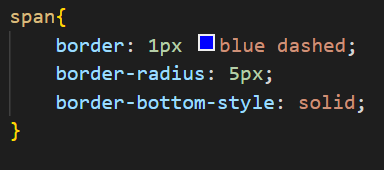 span{
    border: 1px blue dashed;
    border-radius: 5px;
    border-bottom-style: solid;
}